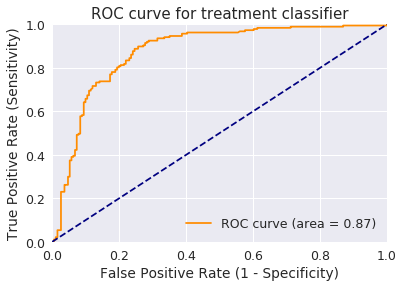 ROC curve for treatment classifier
True Positive Rate (Sensitivity)
1.0
0.8
0.6
0.4
0.2
0.0
ROC curve (area = 0.87)
0.0 0.2 0.4 0.6 0.8 1.0
False Positive Rate (1 - Specificity)